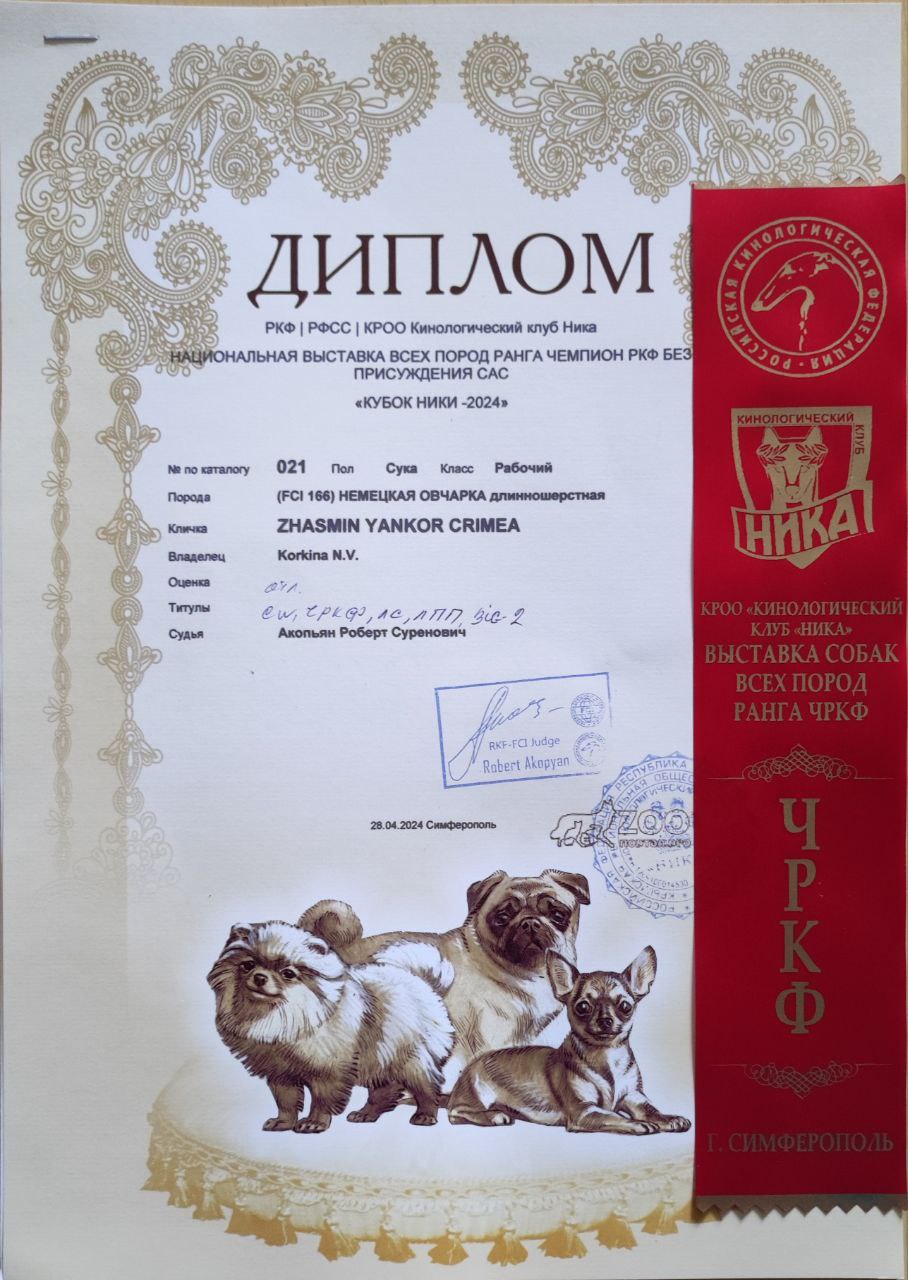 ДИПЛОМ
РКФ | РФСС | КРОО Кинологический клуб Ника
НАЦИОНАЛЬНАЯ ВЫСТАВКА ВСЕХ ПОРОД РАНГА ЧЕМПИОН РКФ БЕЗ
ПРИСУЖДЕНИЯ САС
«КУБОК НИКИ -2024»
№ по каталогу 021 Пол Сука Класс Рабочий
Порода (FCI 166) НЕМЕЦКАЯ ОВЧАРКА длинношерстная
Кличка ZHASMIN YANKOR CRIMEA
Владелец Korkina N.V.
Оценка отл.
Титулы CW, ЧРКФ, ЛС, ЛПП, BiG-2
Судья Акопьян Роберт Суренович
RKF-FCI Judge
Robert Akopyan
28.04.2024 Симферополь
ZOO
РОССИЙСКАЯ КИНОЛОГИЧЕСКАЯ ФЕДЕРАЦИЯ
КИНОЛОГИЧЕСКИЙ
КЛУБ
НИКА
КРОО «КИНОЛОГИЧЕСКИЙ
КЛУБ «НИКА»
ВЫСТАВКА СОБАК
ВСЕХ ПОРОД
РАНГА ЧРКФ
ЧРКФ
Г. СИМФЕРОПОЛЬ